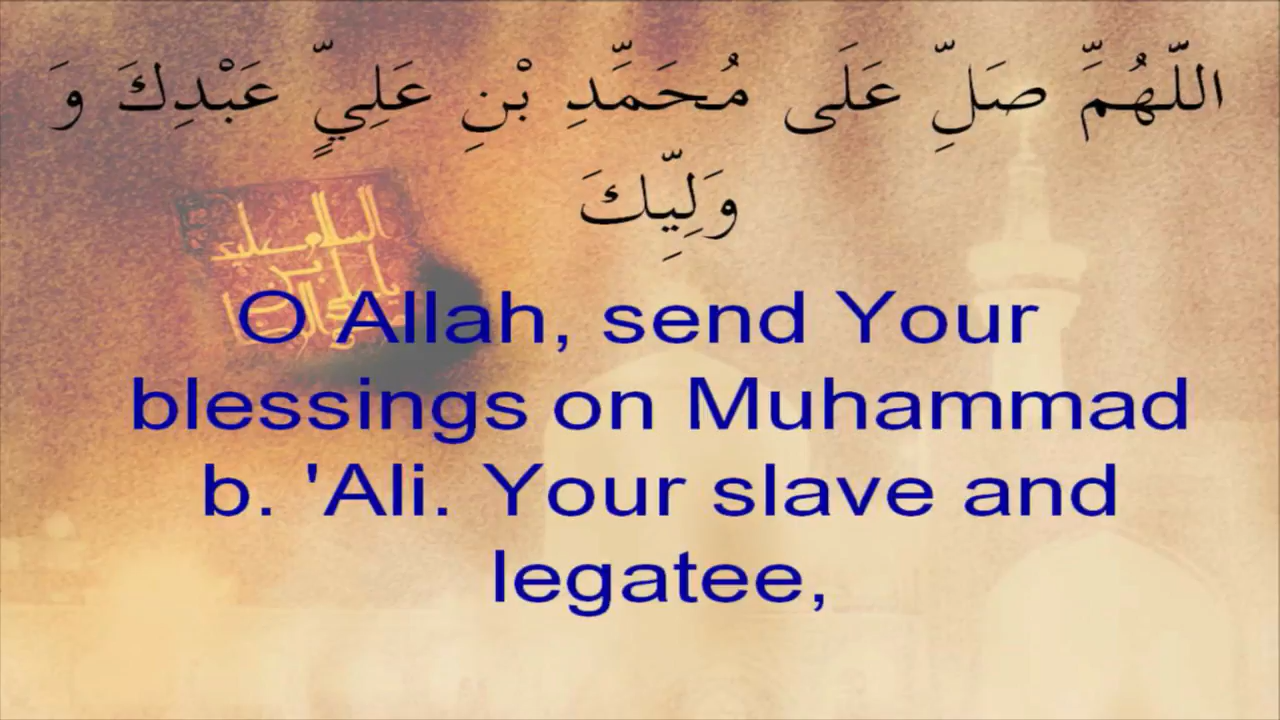 اللّهُمَّ صَلِّ عَلَى مُحَمَّدِ بْنِ عَلِيٍّ عَبْدِكَ وَ
وَلِيِّكَ
O Allah, send Your
blessings on Muhammad
b. 'Ali. Your slave and
legatee,